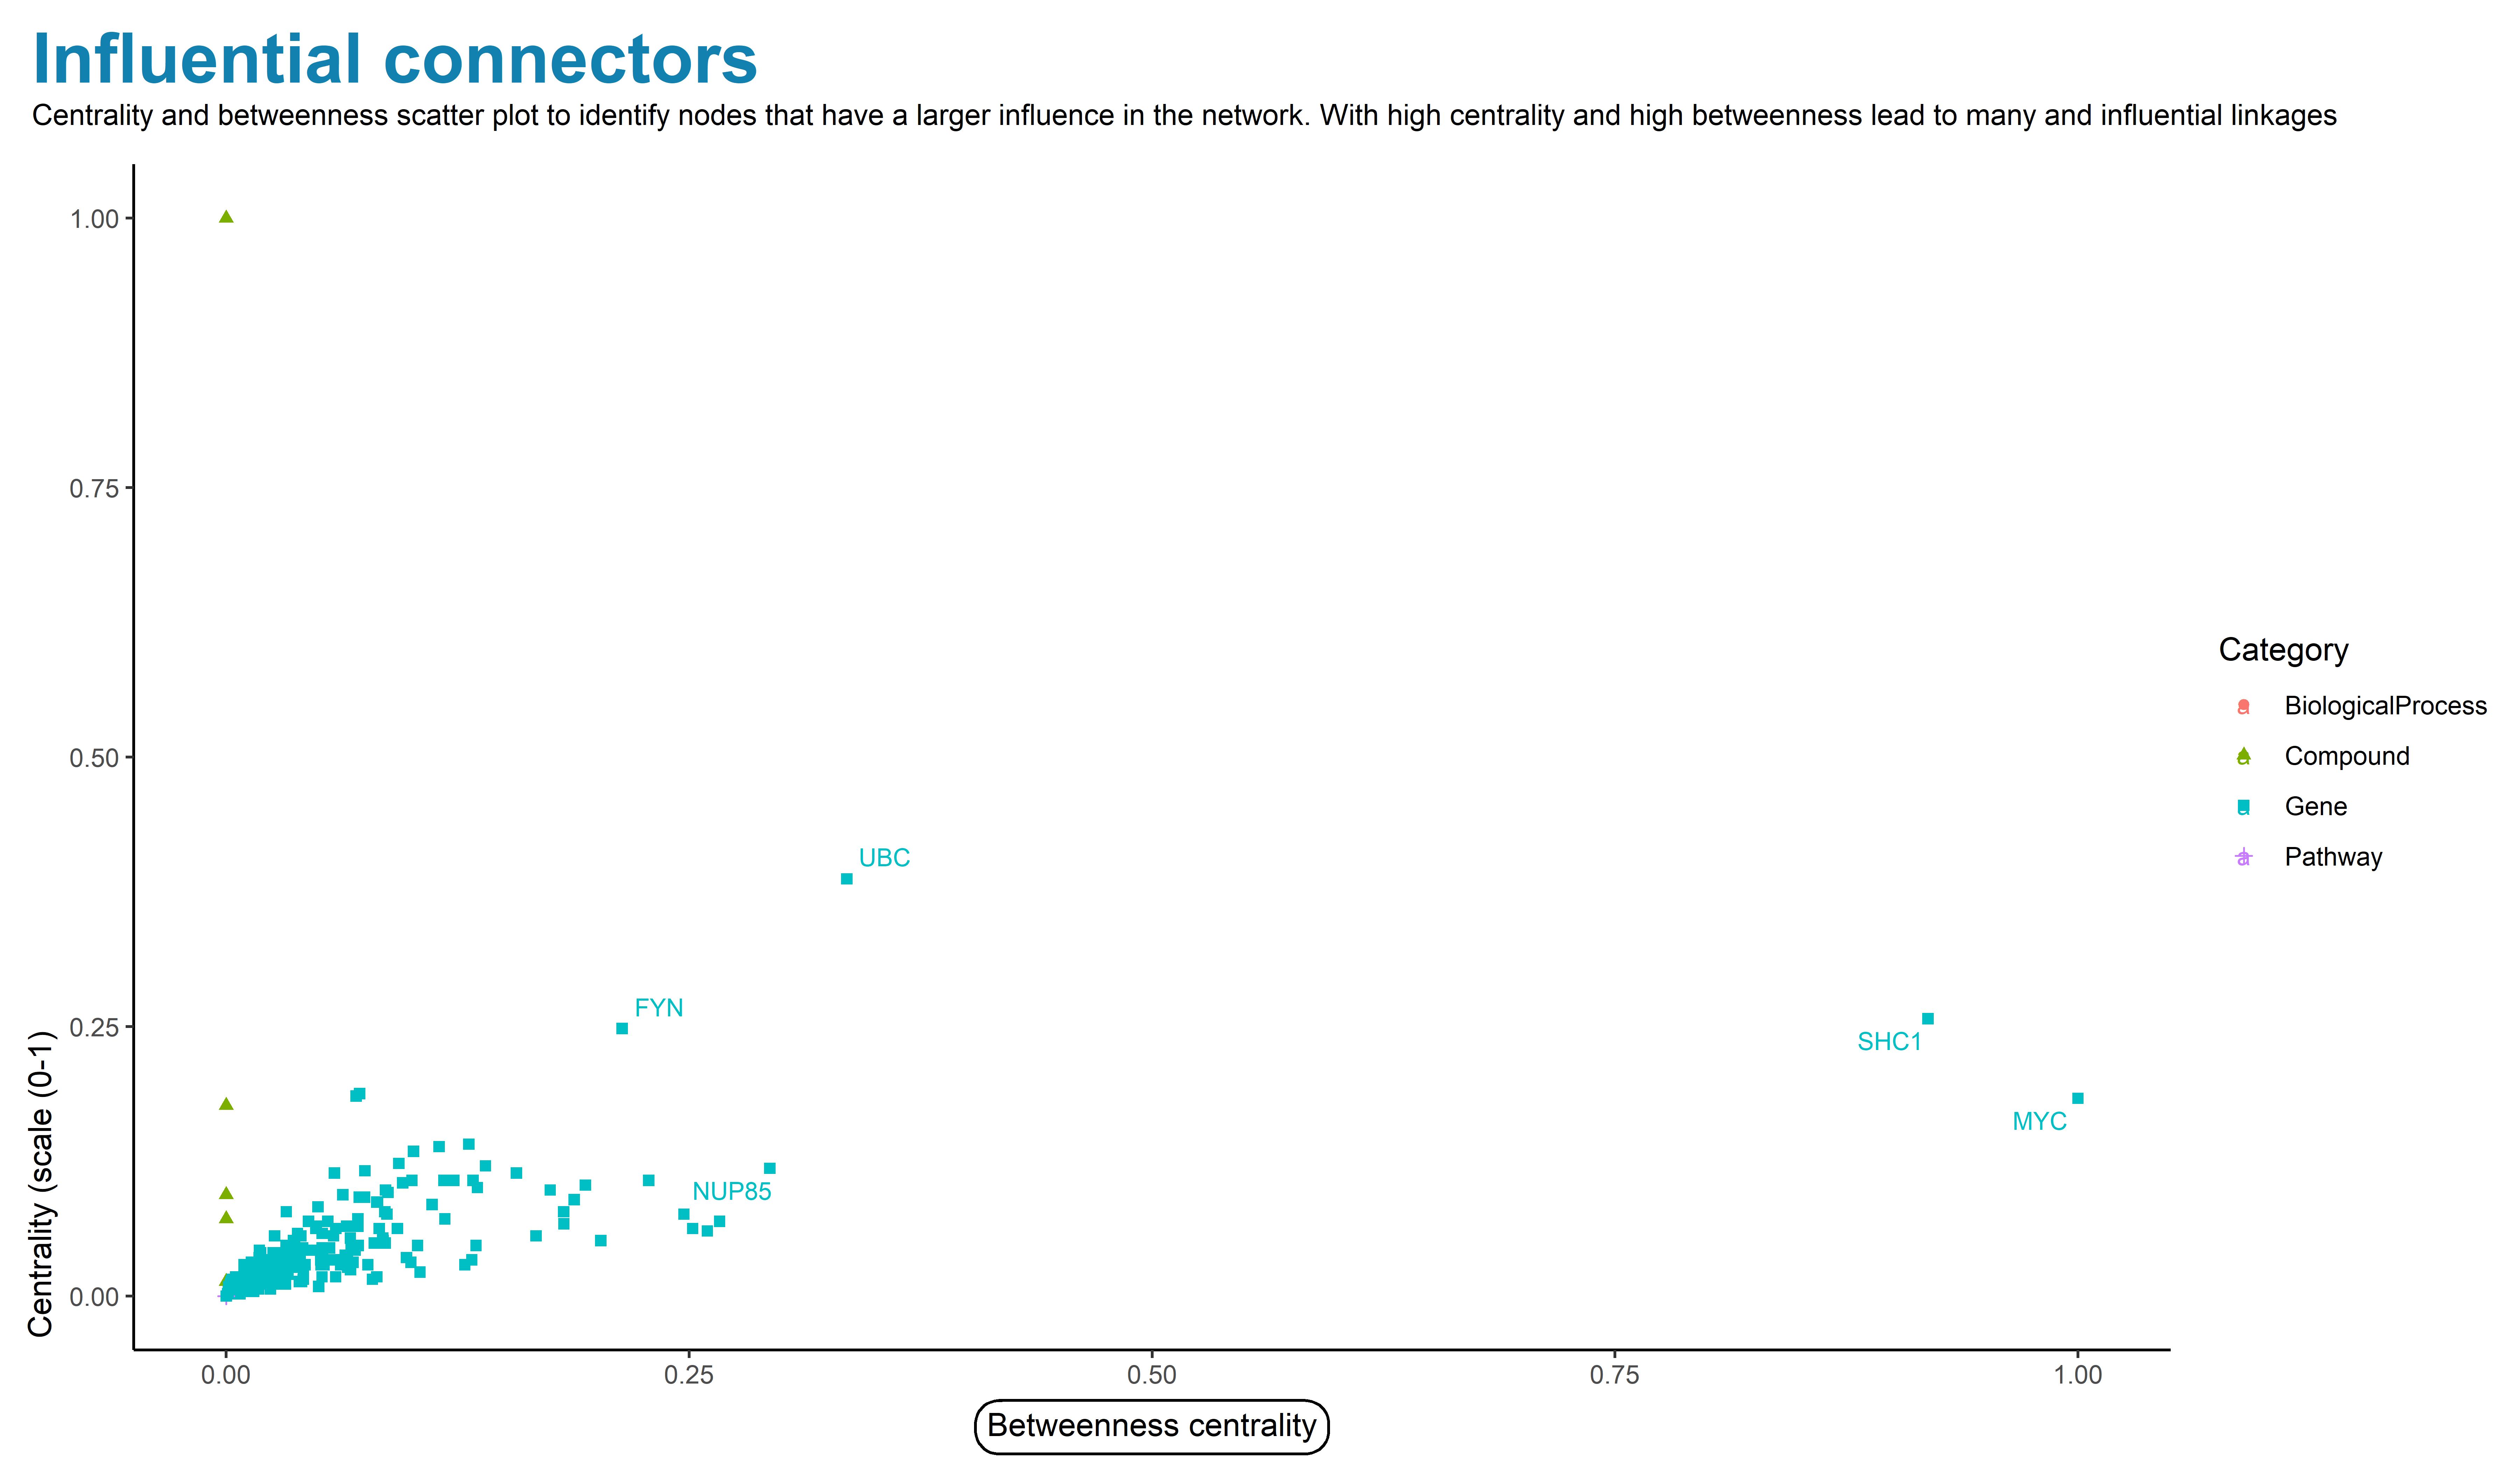 Influential connectors
Centrality and betweenness scatter plot to identify nodes that have a larger influence in the network. With high centrality and high betweenness lead to many and influential linkages
Centrality (scale (0-1)
1.00
0.75
0.50
0.25
0.00
UBC
FYN
SHC1
MYC
NUP85
0.00
0.25
0.50
0.75
1.00
Betweenness centrality
Category
a BiologicalProcess
a Compound
a Gene
a Pathway